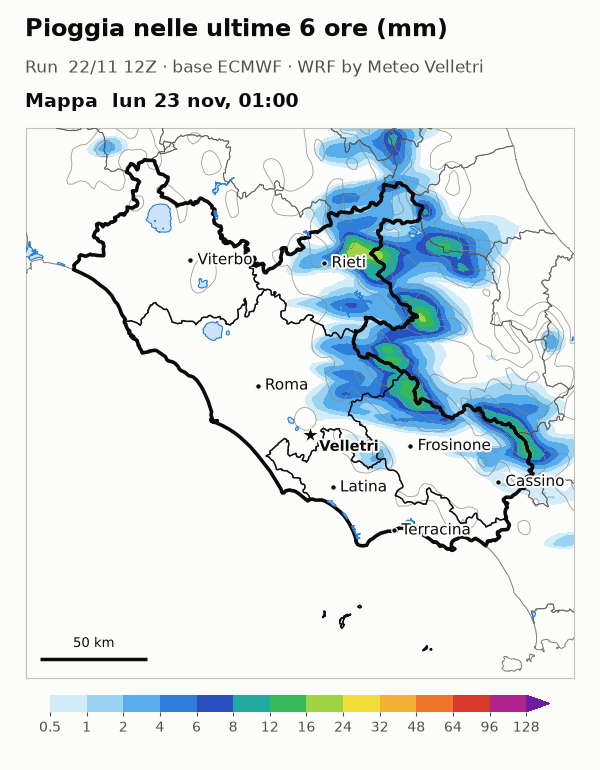 Pioggia nelle ultime 6 ore (mm)
Run  22/11 12Z · base ECMWF · WRF by Meteo Velletri
Mappa  lun 23 nov, 01:00
Viterbo
Rieti
Roma
Velletri
Frosinone
Latina
Cassino
Terracina
50 km
0.5 1 2 4 6 8 12 16 24 32 48 64 96 128